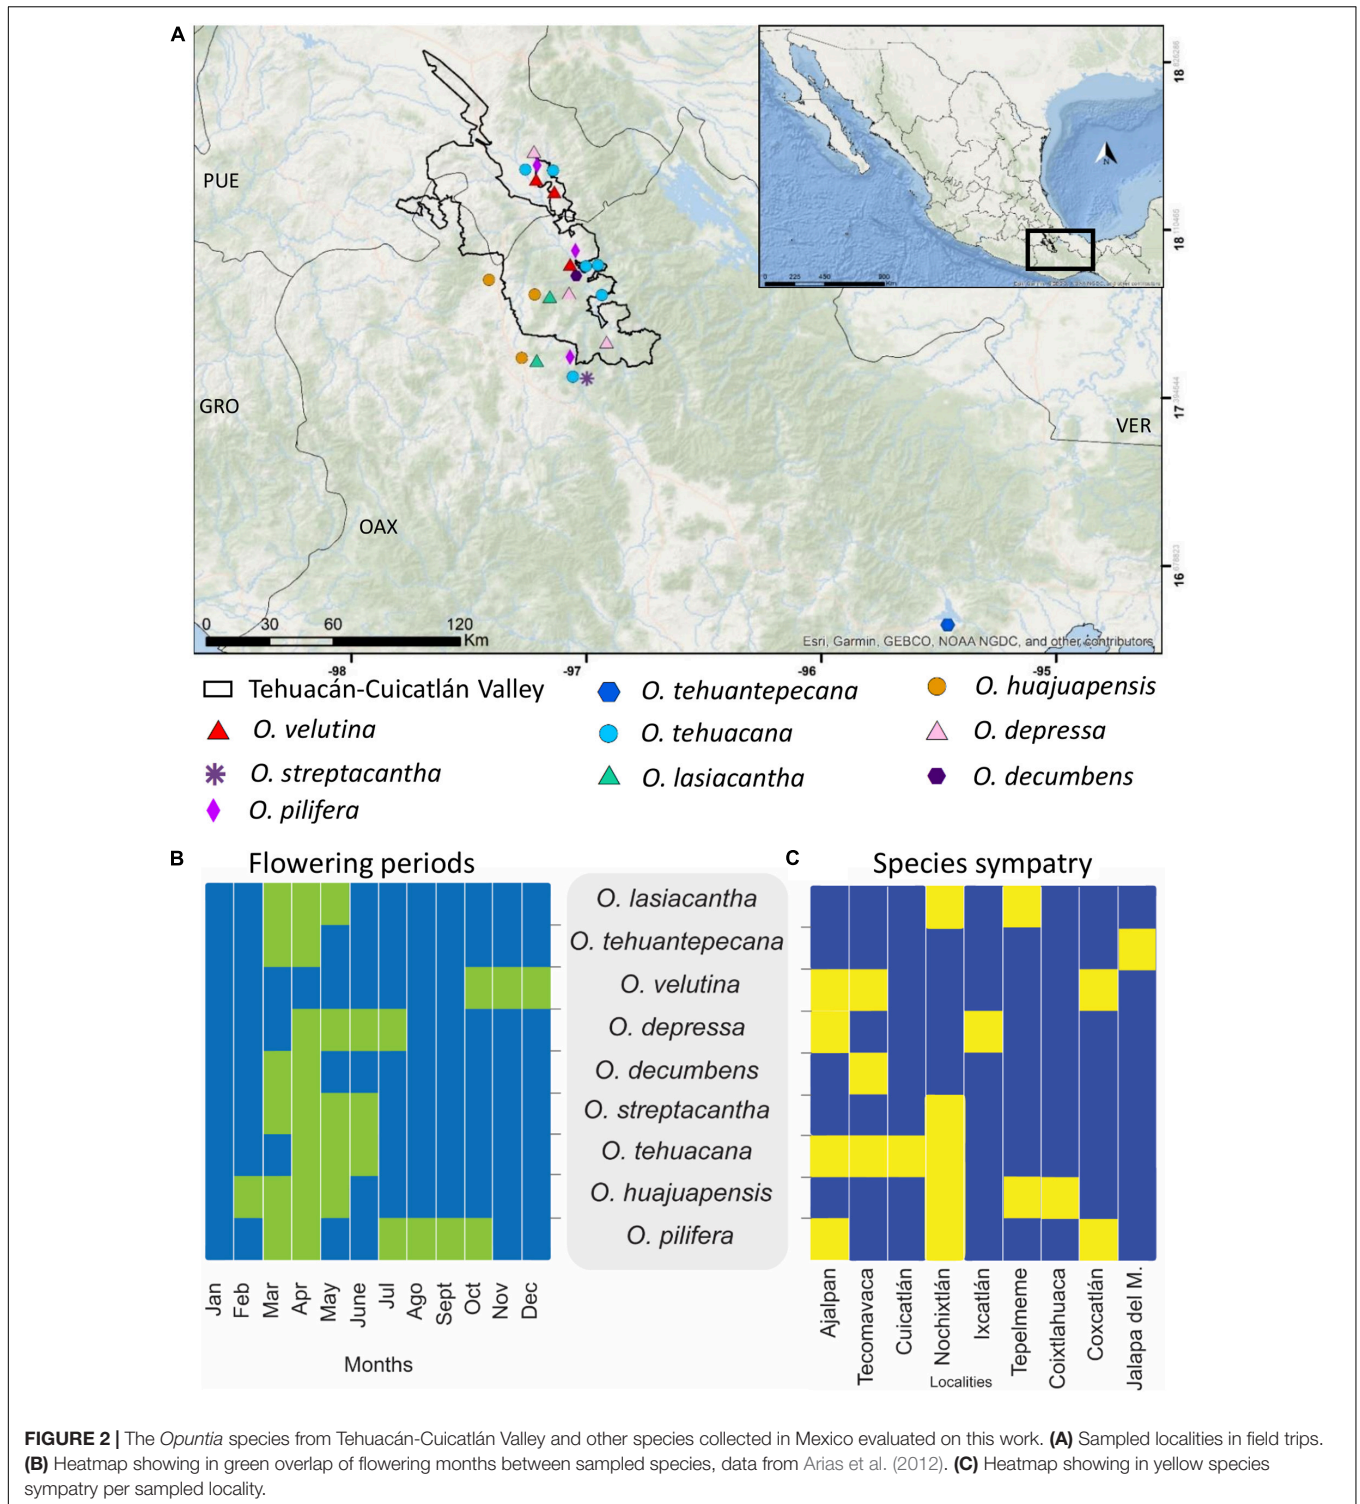 A
PUE
GRO
OAX
VER
N
0 225 450 900
Km
18
18
17
16
0 30 60 120
Km
Esri, Garmin, GEBCO, NOAA NGDC, and other contributors
-98 -97 -96 -95
Tehuacán-Cuicatlán Valley
O. tehuantepecana
O. huajuapensis
O. velutina
O. tehuacana
O. depressa
O. streptacantha
O. lasiacantha
O. decumbens
O. pilifera
B
Flowering periods
C
Species sympatry
O. lasiacantha
O. tehuantepecana
O. velutina
O. depressa
O. decumbens
O. streptacantha
O. tehuacana
O. huajuapensis
O. pilifera
Jan
Feb
Mar
Apr
May
June
Jul
Ago
Sept
Oct
Nov
Dec
Months
Ajalpan
Tecomavaca
Cuicatlán
Nochixtlán
Ixcatlán
Tepelmeme
Coixtlahuaca
Coxcatlán
Jalapa del M.
Localities
FIGURE 2 | The Opuntia species from Tehuacán-Cuicatlán Valley and other species collected in Mexico evaluated on this work. (A) Sampled localities in field trips.
(B) Heatmap showing in green overlap of flowering months between sampled species, data from Arias et al. (2012). (C) Heatmap showing in yellow species
sympatry per sampled locality.